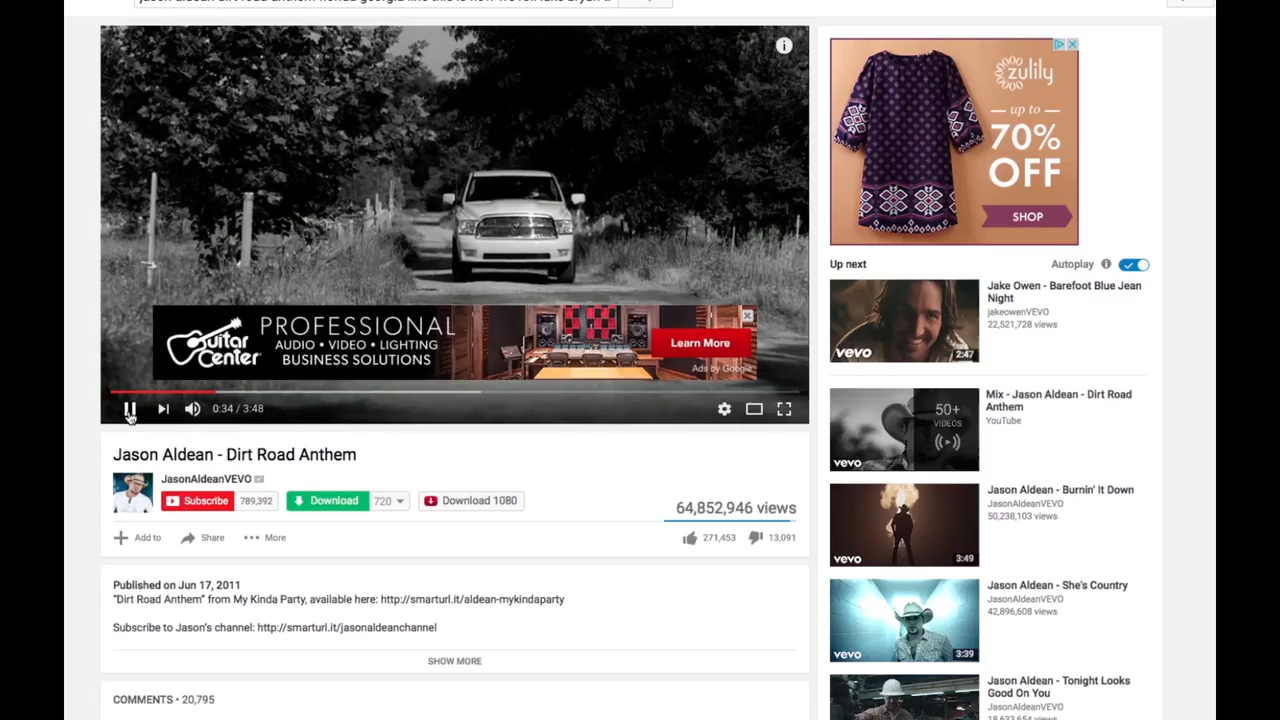 zulily
up to
70%
OFF
SHOP
Guitar
Center
PROFESSIONAL
AUDIO • VIDEO • LIGHTING
BUSINESS SOLUTIONS
Learn More
Ads by Google
0:34 / 3:48
Jason Aldean - Dirt Road Anthem
JasonAldeanVEVO
Subscribe 789,392
Download 720
Download 1080
64,852,946 views
Add to
Share
More
271,453
13,091
Published on Jun 17, 2011
"Dirt Road Anthem" from My Kinda Party, available here: http://smarturl.it/aldean-mykindaparty
Subscribe to Jason's channel: http://smarturl.it/jasonaldeanchannel
SHOW MORE
COMMENTS • 20,795
Up next
Autoplay
vevo
2:47
Jake Owen - Barefoot Blue Jean
Night
jakeowenVEVO
22,521,728 views
50+
VIDEOS
vevo
Mix - Jason Aldean - Dirt Road
Anthem
YouTube
vevo
3:49
Jason Aldean - Burnin' It Down
JasonAldeanVEVO
50,238,103 views
vevo
3:39
Jason Aldean - She's Country
JasonAldeanVEVO
42,896,608 views
Jason Aldean - Tonight Looks
Good On You
JasonAldeanVEVO
18,633,654 views